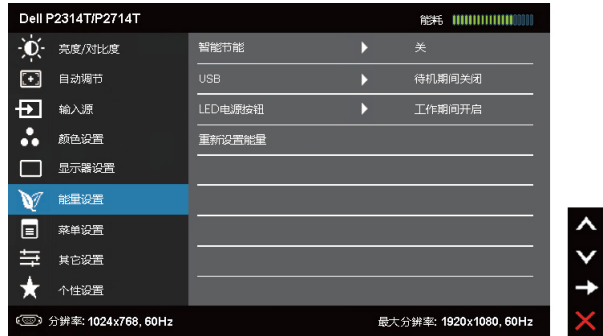 Dell P2314T/P2714T 能耗
亮度/对比度 智能节能 关
自动调节 USB 待机期间关闭
输入源 LED电源按钮 工作期间开启
颜色设置 重新设置能量
显示器设置
能量设置
菜单设置
其它设置
个性设置
分辨率: 1024x768, 60Hz 最大分辨率: 1920x1080, 60Hz